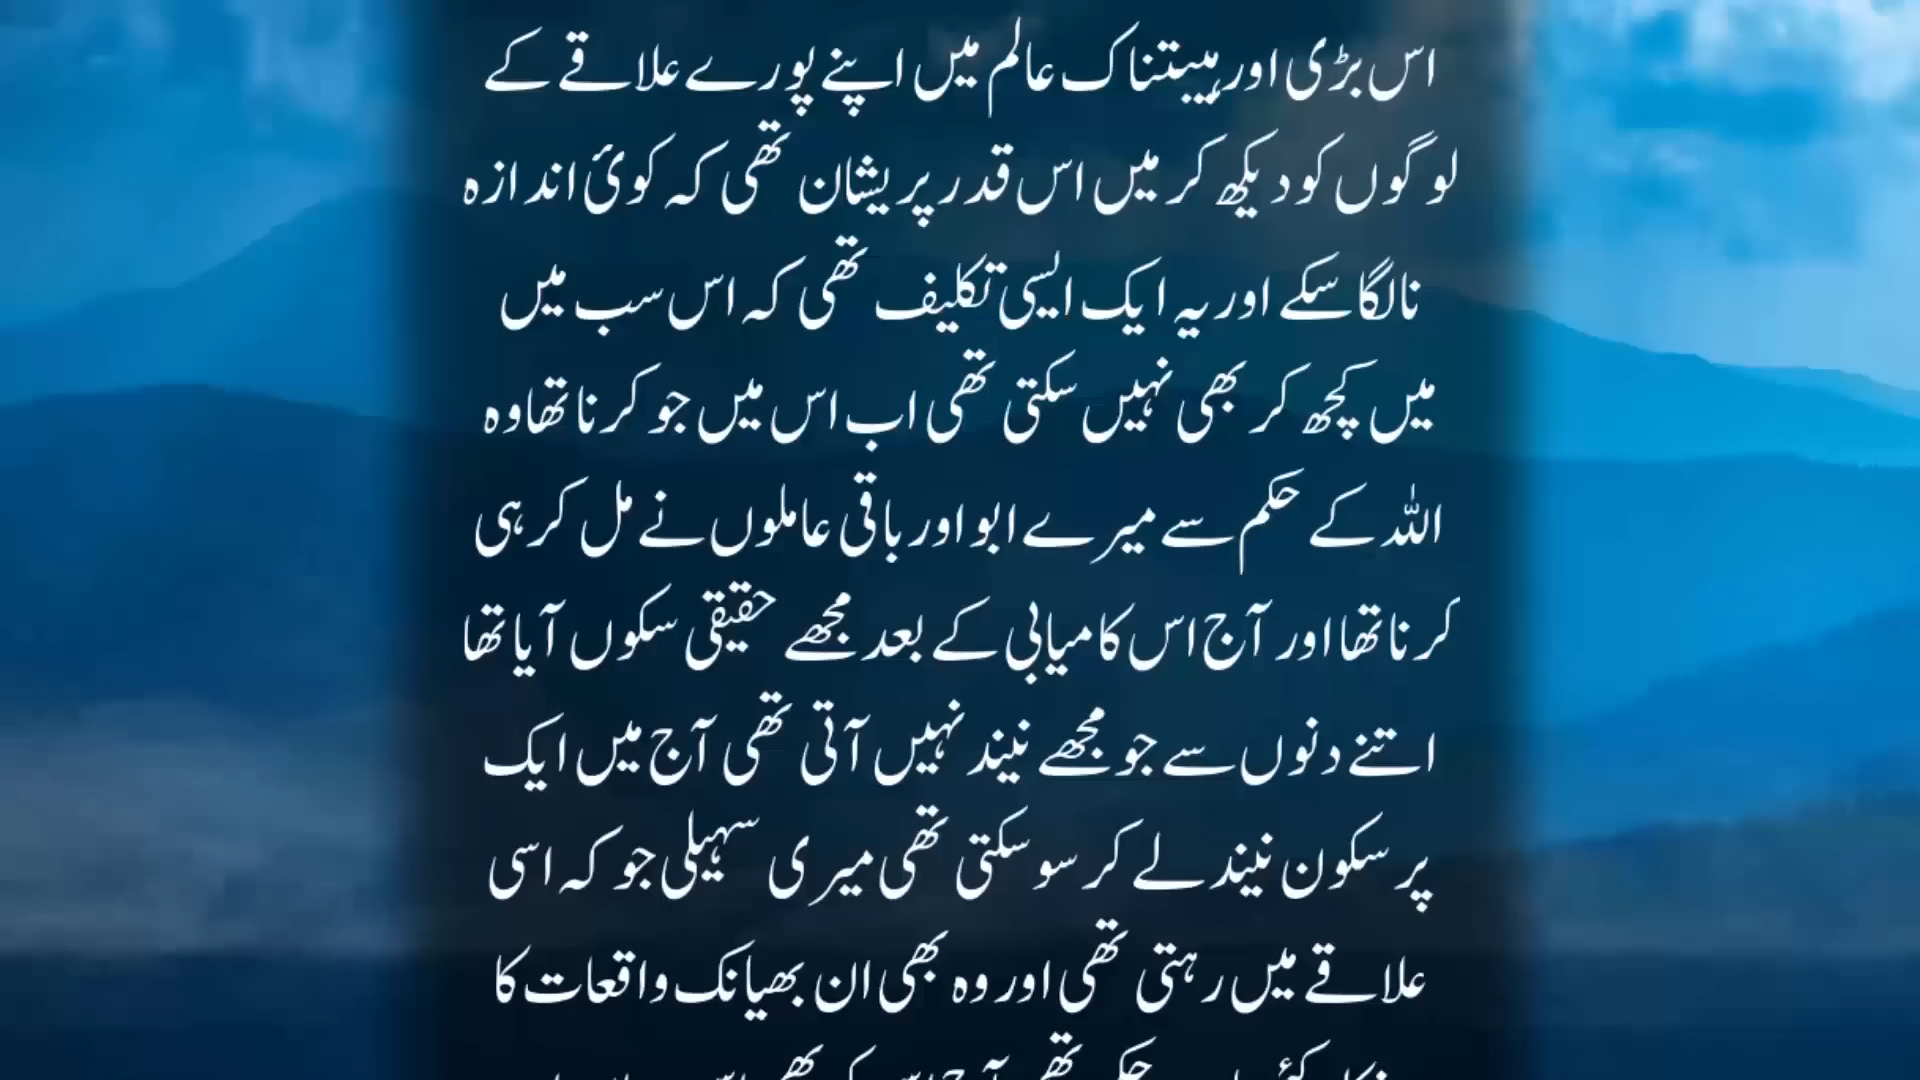 اس بڑی اور ہیبتناک عالم میں اپنے پورے علاقے کے
لوگوں کو دیکھ کر میں اس قدر پریشان تھی کہ کوئ اندازہ
نا لگا سکے اور یہ ایک ایسی تکلیف تھی کہ اس سب میں
میں کچھ کر بھی نہیں سکتی تھی اب اس میں جو کرنا تھا وہ
اللہ کے حکم سے میرے ابو اور باقی عاملوں نے مل کر ہی
کرنا تھا اور آج اس کامیابی کے بعد مجھے حقیقی سکوں آیا تھا
اتنے دنوں سے جو مجھے نیند نہیں آتی تھی آج میں ایک
پر سکون نیند لے کر سو سکتی تھی میری سہیلی جو کہ اسی
علاقے میں رہتی تھی اور وہ بھی ان بھیانک واقعات کا